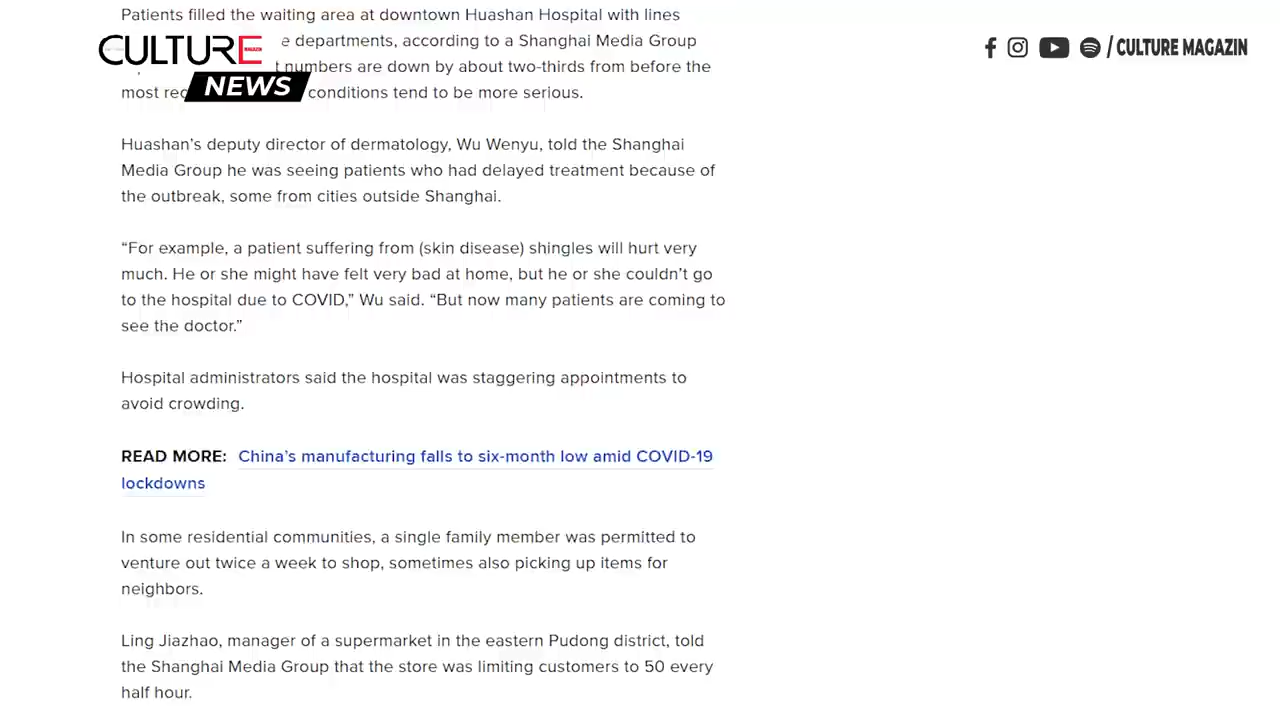 Patients filled the waiting area at downtown Huashan Hospital with lines
CULTURE
e departments, according to a Shanghai Media Group
/ CULTURE MAGAZIN
numbers are down by about two-thirds from before the
NEWS
most rec conditions tend to be more serious.
Huashan’s deputy director of dermatology, Wu Wenyu, told the Shanghai
Media Group he was seeing patients who had delayed treatment because of
the outbreak, some from cities outside Shanghai.
“For example, a patient suffering from (skin disease) shingles will hurt very
much. He or she might have felt very bad at home, but he or she couldn’t go
to the hospital due to COVID,” Wu said. “But now many patients are coming to
see the doctor.”
Hospital administrators said the hospital was staggering appointments to
avoid crowding.
READ MORE: China’s manufacturing falls to six-month low amid COVID-19
lockdowns
In some residential communities, a single family member was permitted to
venture out twice a week to shop, sometimes also picking up items for
neighbors.
Ling Jiazhao, manager of a supermarket in the eastern Pudong district, told
the Shanghai Media Group that the store was limiting customers to 50 every
half hour.